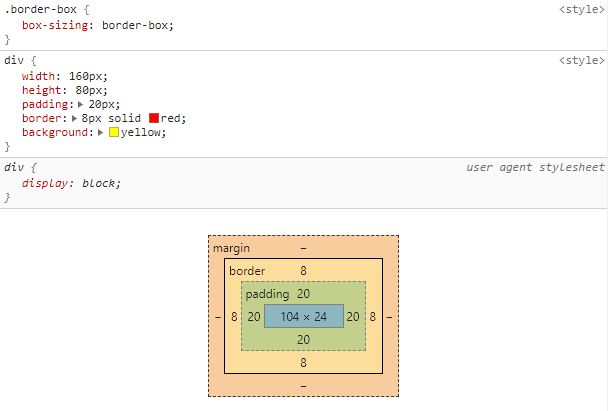 .border-box { <style>
box-sizing: border-box;
}
div { <style>
width: 160px;
height: 80px;
padding: 20px;
border: 8px solid red;
background: yellow;
}
div { user agent stylesheet
display: block;
}
margin –
border 8
padding 20
– 8 20 104 × 24 20 8 –
20
8
–